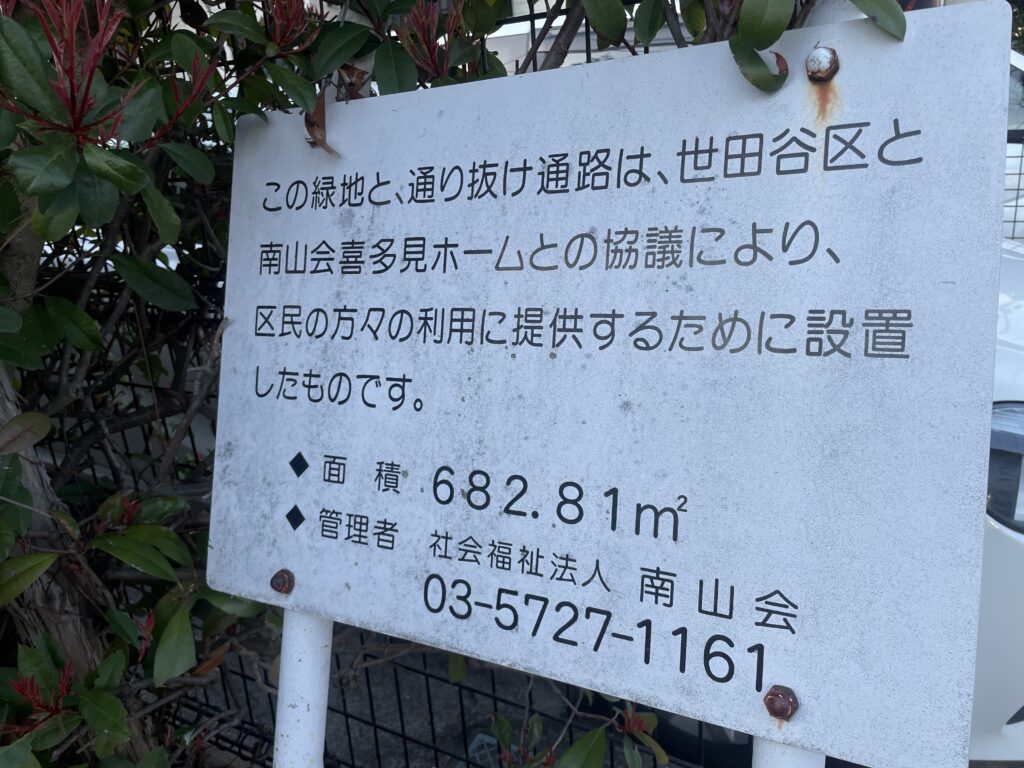 この緑地と、通り抜け通路は、世田谷区と
南山会喜多見ホームとの協議により、
区民の方々の利用に提供するために設置
したものです。
◆面積 682.81㎡
◆管理者 社会福祉法人 南山会
03-5727-1161